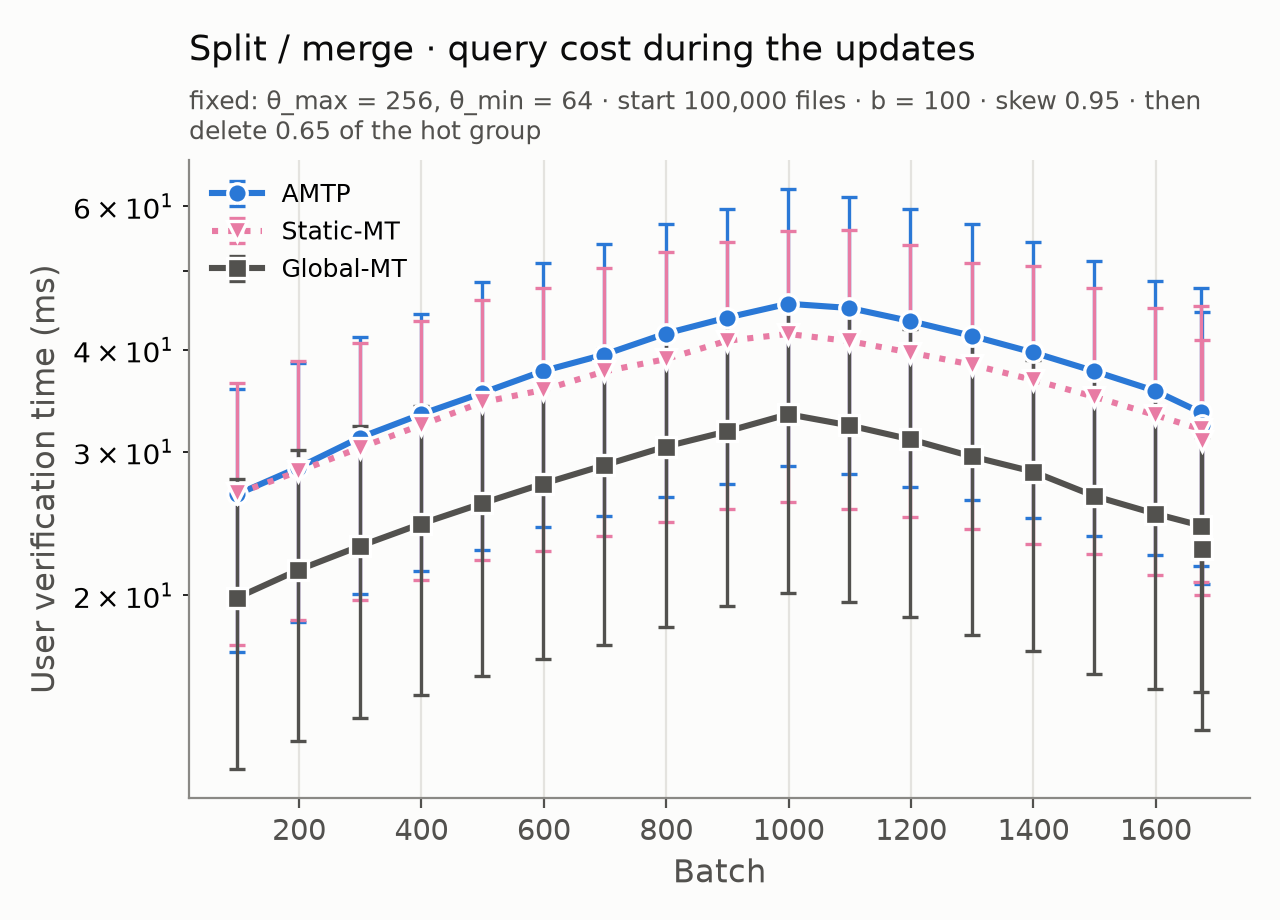 Split / merge · query cost during the updates
fixed: θ_max = 256, θ_min = 64 · start 100,000 files · b = 100 · skew 0.95 · then
delete 0.65 of the hot group
AMTP
Static-MT
Global-MT
User verification time (ms)
6 × 10¹
4 × 10¹
3 × 10¹
2 × 10¹
200 400 600 800 1000 1200 1400 1600
Batch